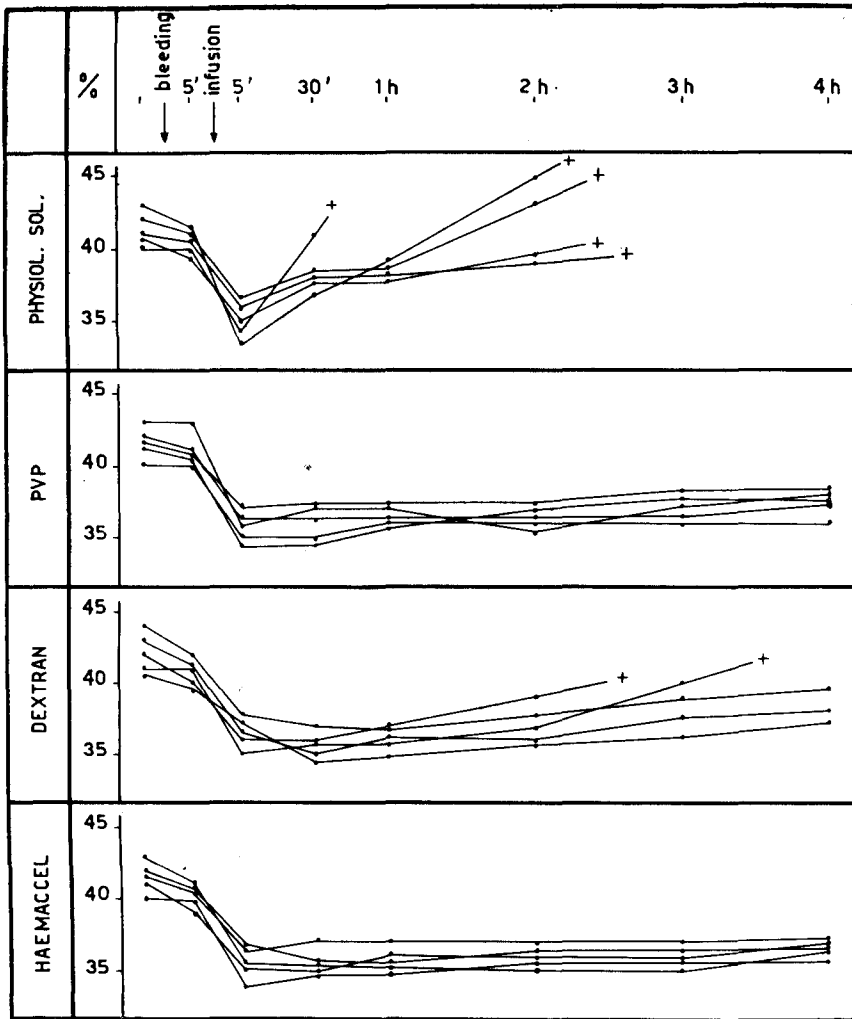 % ' bleeding 5' infusion 5' 30' 1h 2h 3h 4h
PHYSIOL. SOL.
45
40
35
+ + + + +
PVP
45
40
35
DEXTRAN
45
40
35
+ +
HAEMACCEL
45
40
35